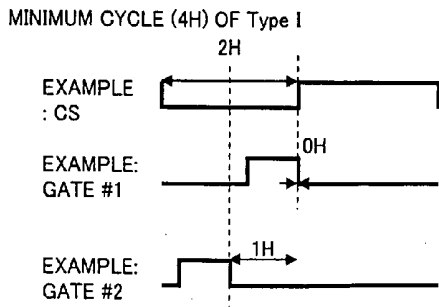 MINIMUM CYCLE (4H) OF Type I
2H
EXAMPLE
: CS
0H
EXAMPLE:
GATE #1
1H
EXAMPLE:
GATE #2